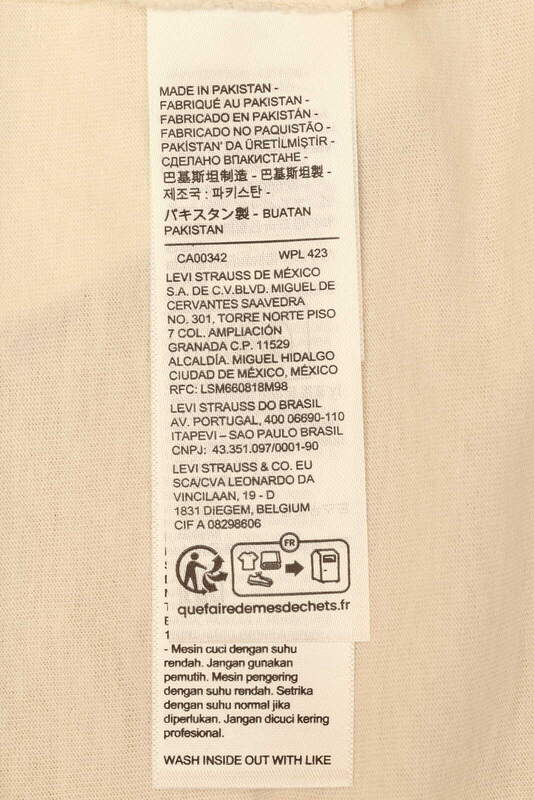 MADE IN PAKISTAN -
FABRIQUÉ AU PAKISTAN -
FABRICADO EN PAKISTÁN -
FABRICADO NO PAQUISTÃO -
PAKİSTAN' DA ÜRETİLMİŞTİR -
СДЕЛАНО ВПАКИСТАНЕ -
巴基斯坦制造 - 巴基斯坦製 -
제조국 : 파키스탄 -
パキスタン製 - BUATAN
PAKISTAN
CA00342 WPL 423
LEVI STRAUSS DE MÉXICO
S.A. DE C.V.BLVD. MIGUEL DE
CERVANTES SAAVEDRA
NO. 301, TORRE NORTE PISO
7 COL. AMPLIACIÓN
GRANADA C.P. 11529
ALCALDÍA. MIGUEL HIDALGO
CIUDAD DE MÉXICO, MÉXICO
RFC: LSM660818M98
LEVI STRAUSS DO BRASIL
AV. PORTUGAL, 400 06690-110
ITAPEVI – SAO PAULO BRASIL
CNPJ: 43.351.097/0001-90
LEVI STRAUSS & CO. EU
SCA/CVA LEONARDO DA
VINCILAAN, 19 - D
1831 DIEGEM, BELGIUM
CIF A 08298606
FR
quefairedemesdechets.fr
- Mesin cuci dengan suhu
rendah. Jangan gunakan
pemutih. Mesin pengering
dengan suhu rendah. Setrika
dengan suhu normal jika
diperlukan. Jangan dicuci kering
profesional.
WASH INSIDE OUT WITH LIKE